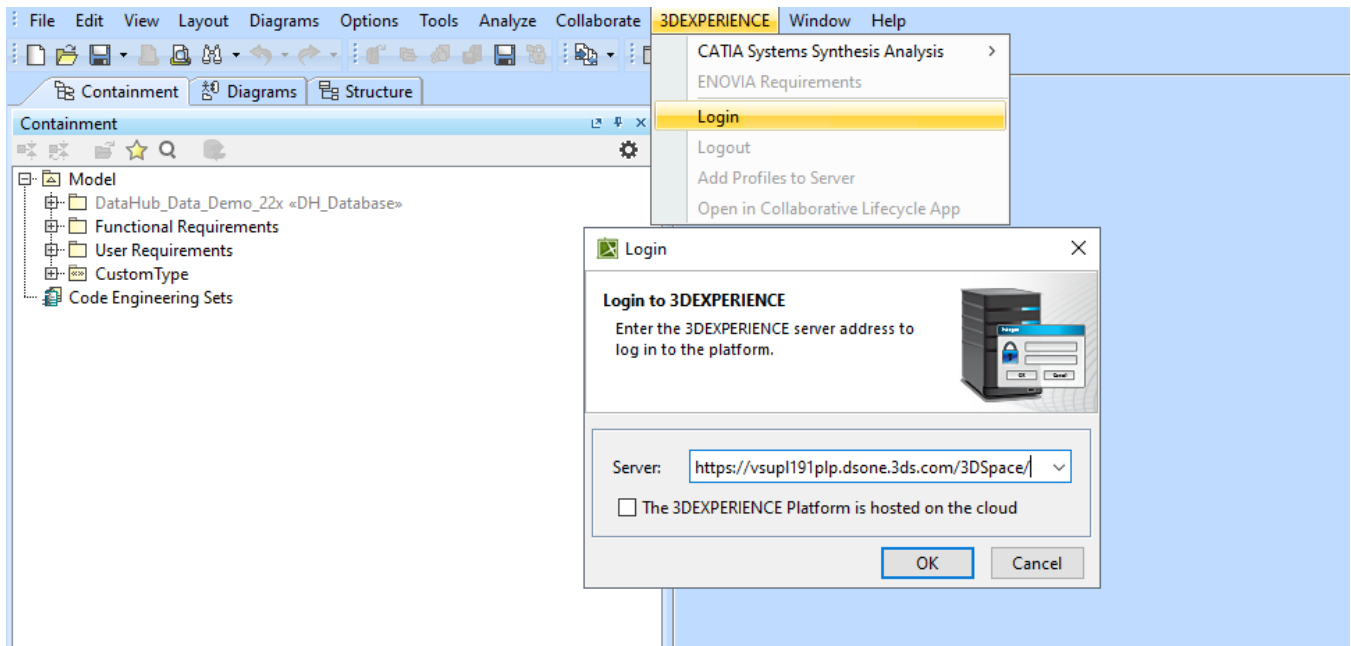 File Edit View Layout Diagrams Options Tools Analyze Collaborate 3DEXPERIENCE Window Help
CATIA Systems Synthesis Analysis
ENOVIA Requirements
Login
Logout
Add Profiles to Server
Open in Collaborative Lifecycle App
Containment Diagrams Structure
Containment
Model
DataHub_Data_Demo_22x «DH_Database»
Functional Requirements
User Requirements
CustomType
Code Engineering Sets
Login
Login to 3DEXPERIENCE
Enter the 3DEXPERIENCE server address to
log in to the platform.
Server: https://vsupl191plp.dsone.3ds.com/3DSpace/
The 3DEXPERIENCE Platform is hosted on the cloud
OK Cancel